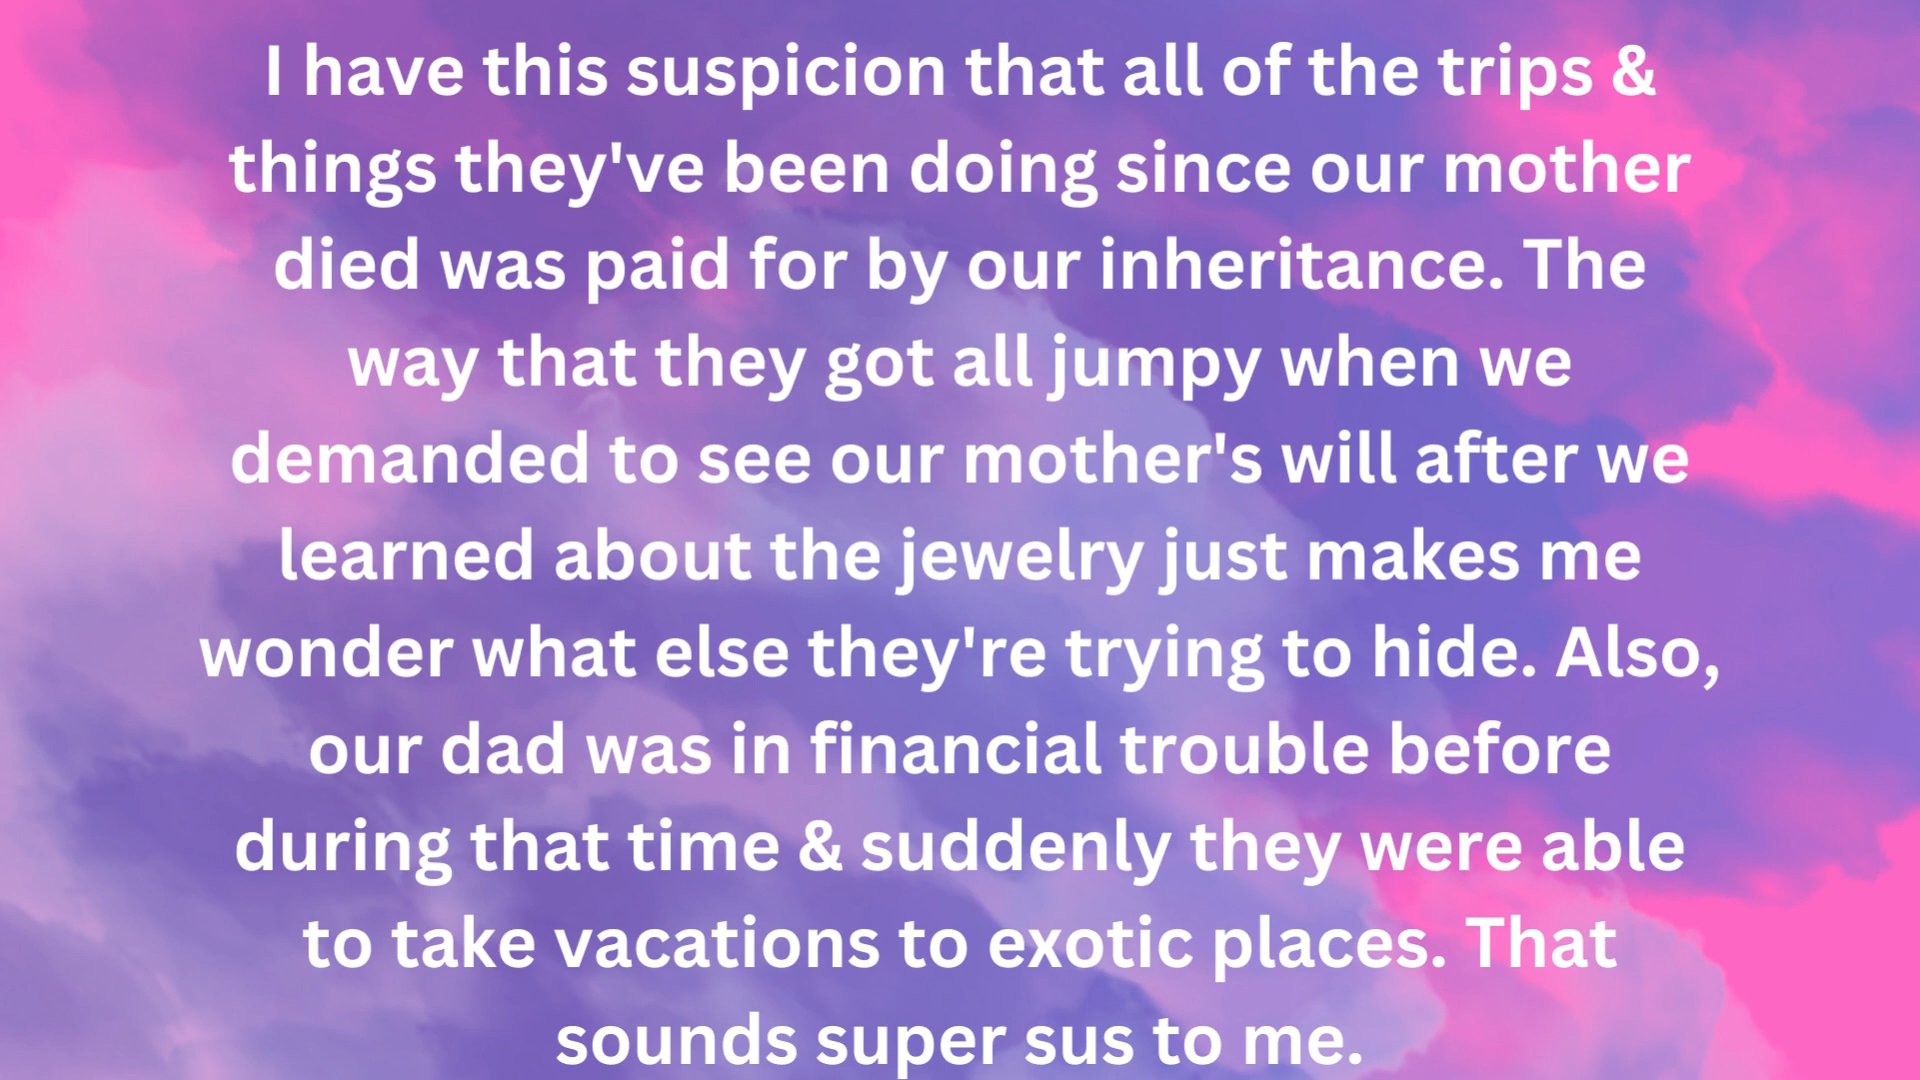 I have this suspicion that all of the trips &
things they've been doing since our mother
died was paid for by our inheritance. The
way that they got all jumpy when we
demanded to see our mother's will after we
learned about the jewelry just makes me
wonder what else they're trying to hide. Also,
our dad was in financial trouble before
during that time & suddenly they were able
to take vacations to exotic places. That
sounds super sus to me.